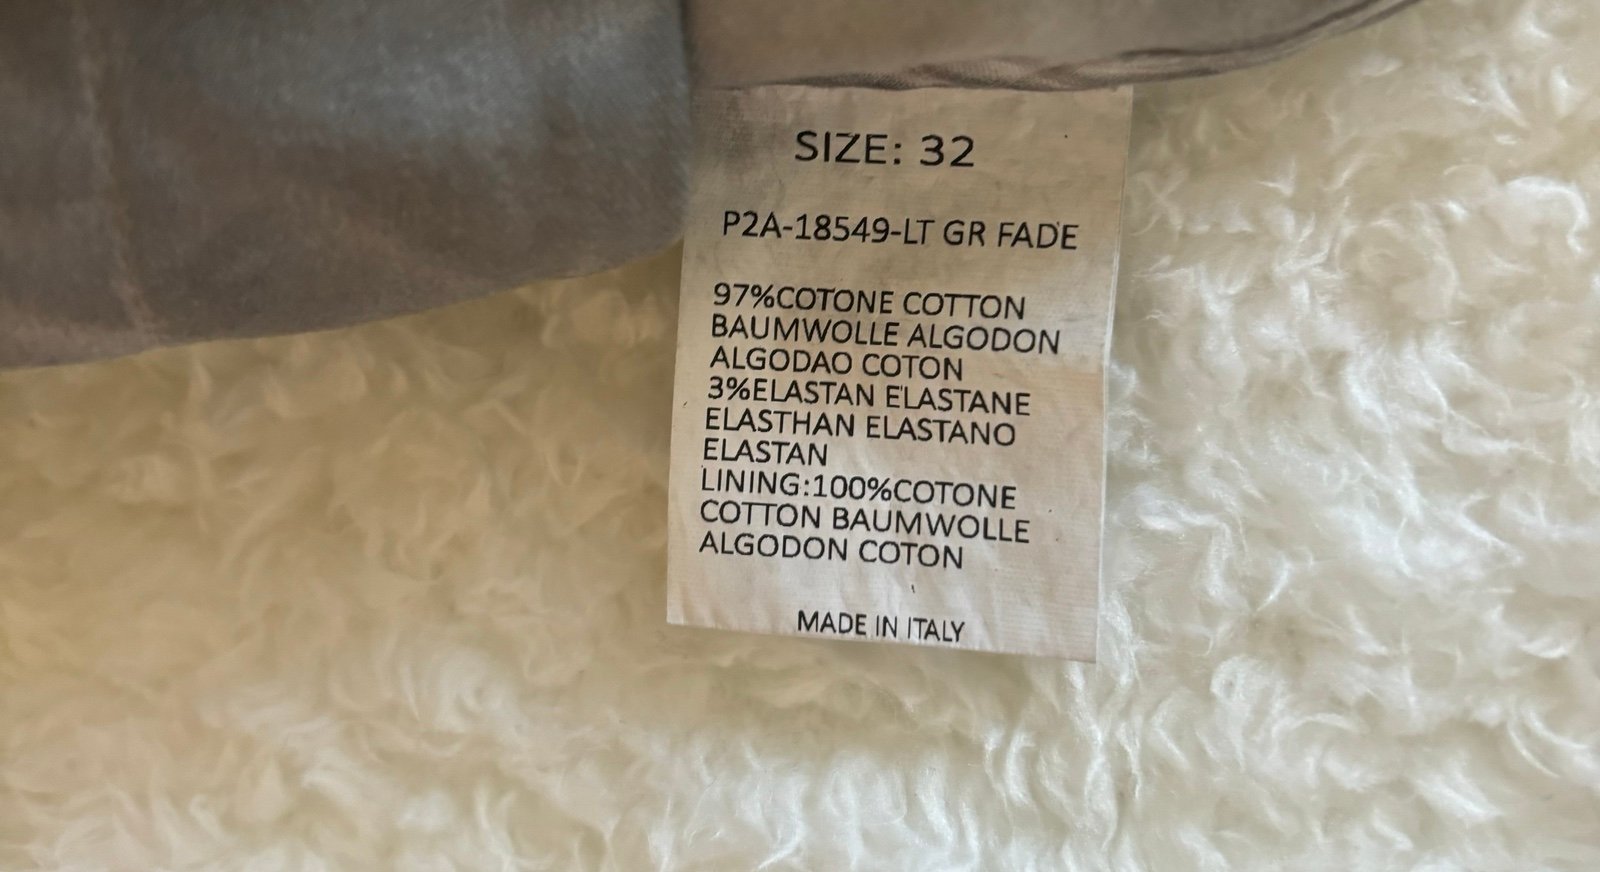 SIZE: 32
P2A-18549-LT GR FADE
97%COTONE COTTON
BAUMWOLLE ALGODON
ALGODAO COTON
3%ELASTAN ELASTANE
ELASTHAN ELASTANO
ELASTAN
LINING:100%COTONE
COTTON BAUMWOLLE
ALGODON COTON
MADE IN ITALY